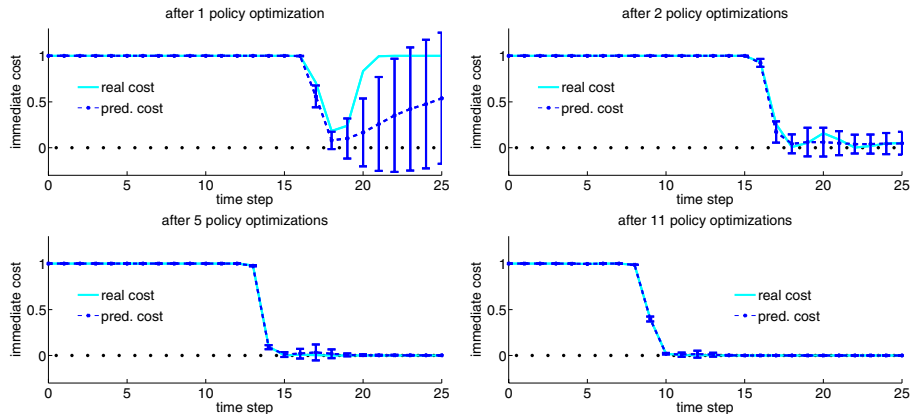 after 1 policy optimization
immediate cost
1
0.5
0
real cost
pred. cost
0 5 10 15 20 25
time step
after 2 policy optimizations
immediate cost
1
0.5
0
real cost
pred. cost
0 5 10 15 20 25
time step
after 5 policy optimizations
immediate cost
1
0.5
0
real cost
pred. cost
0 5 10 15 20 25
time step
after 11 policy optimizations
immediate cost
1
0.5
0
real cost
pred. cost
0 5 10 15 20 25
time step